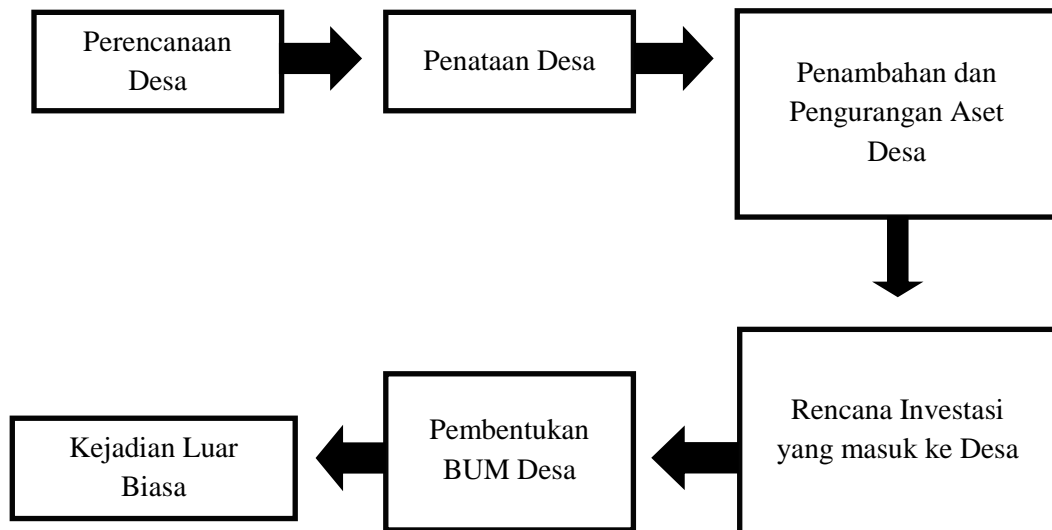 Perencanaan
Desa
Penataan Desa
Penambahan dan
Pengurangan Aset
Desa
Rencana Investasi
yang masuk ke Desa
Pembentukan
BUM Desa
Kejadian Luar
Biasa